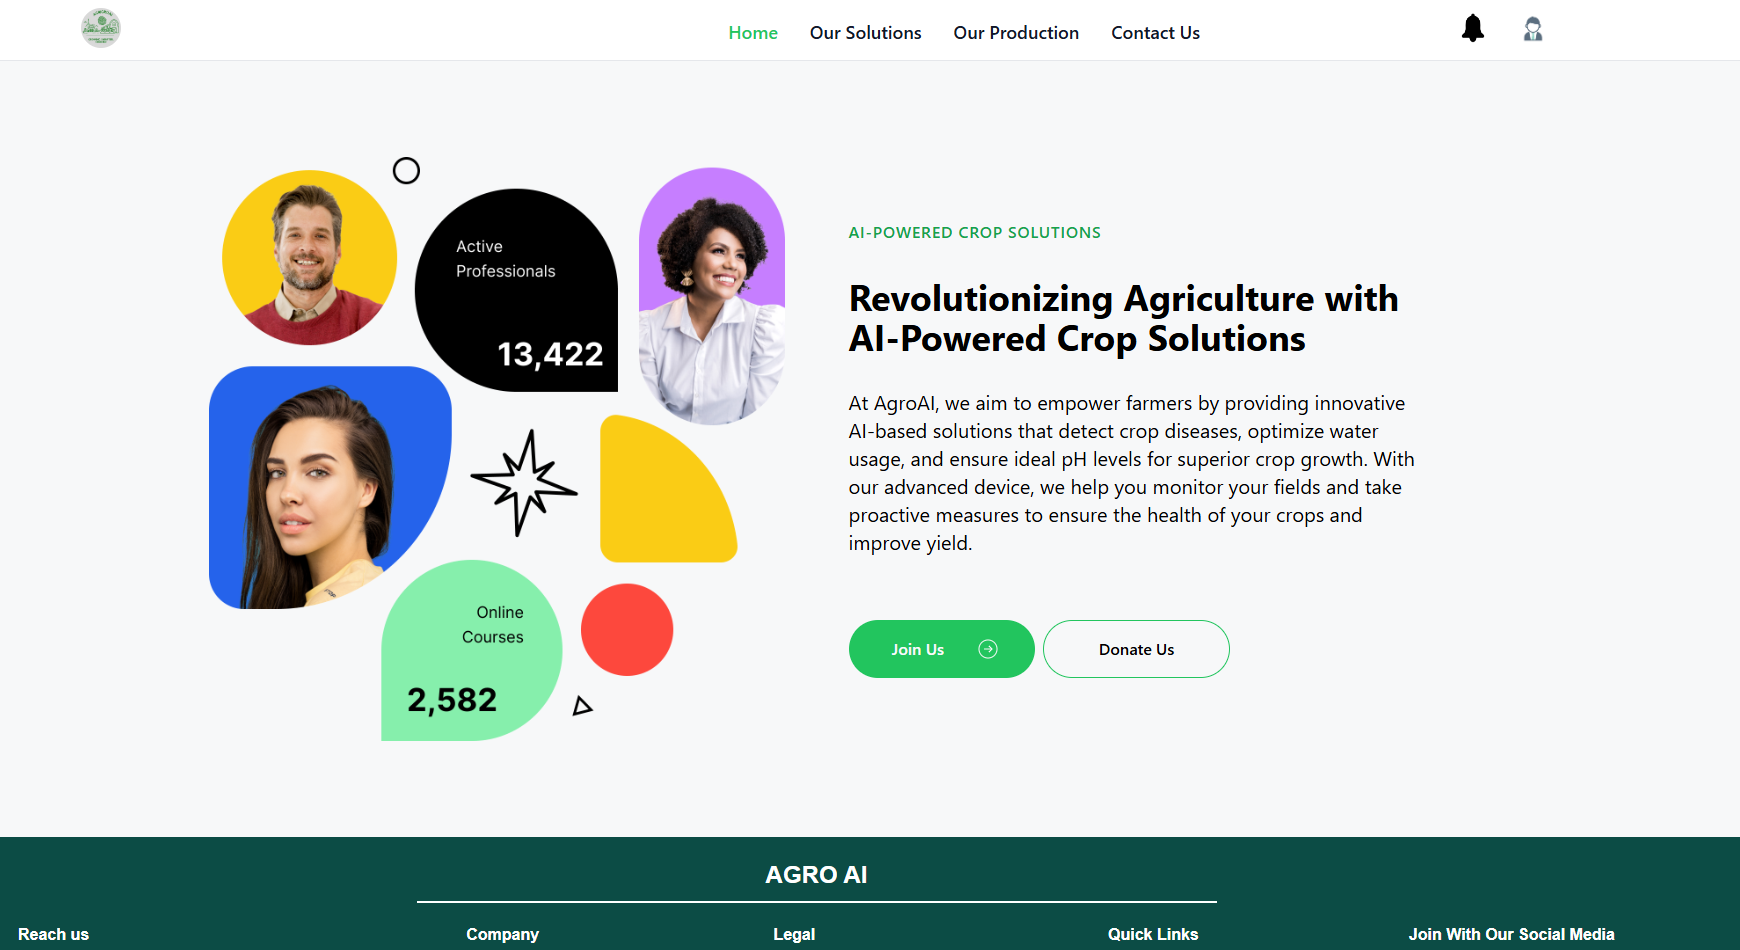 Home
Our Solutions
Our Production
Contact Us
Active
Professionals
13,422
Online
Courses
2,582
AI-POWERED CROP SOLUTIONS
Revolutionizing Agriculture with
AI-Powered Crop Solutions
At AgroAI, we aim to empower farmers by providing innovative
AI-based solutions that detect crop diseases, optimize water
usage, and ensure ideal pH levels for superior crop growth. With
our advanced device, we help you monitor your fields and take
proactive measures to ensure the health of your crops and
improve yield.
Join Us
Donate Us
AGRO AI
Reach us
Company
Legal
Quick Links
Join With Our Social Media